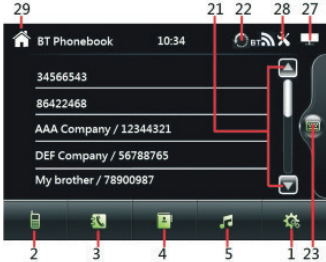 29 21 22 28 27
BT Phonebook 10:34 BT
34566543
86422468
AAA Company / 12344321
DEF Company / 56788765
My brother / 78900987
2 3 4 5 1 23